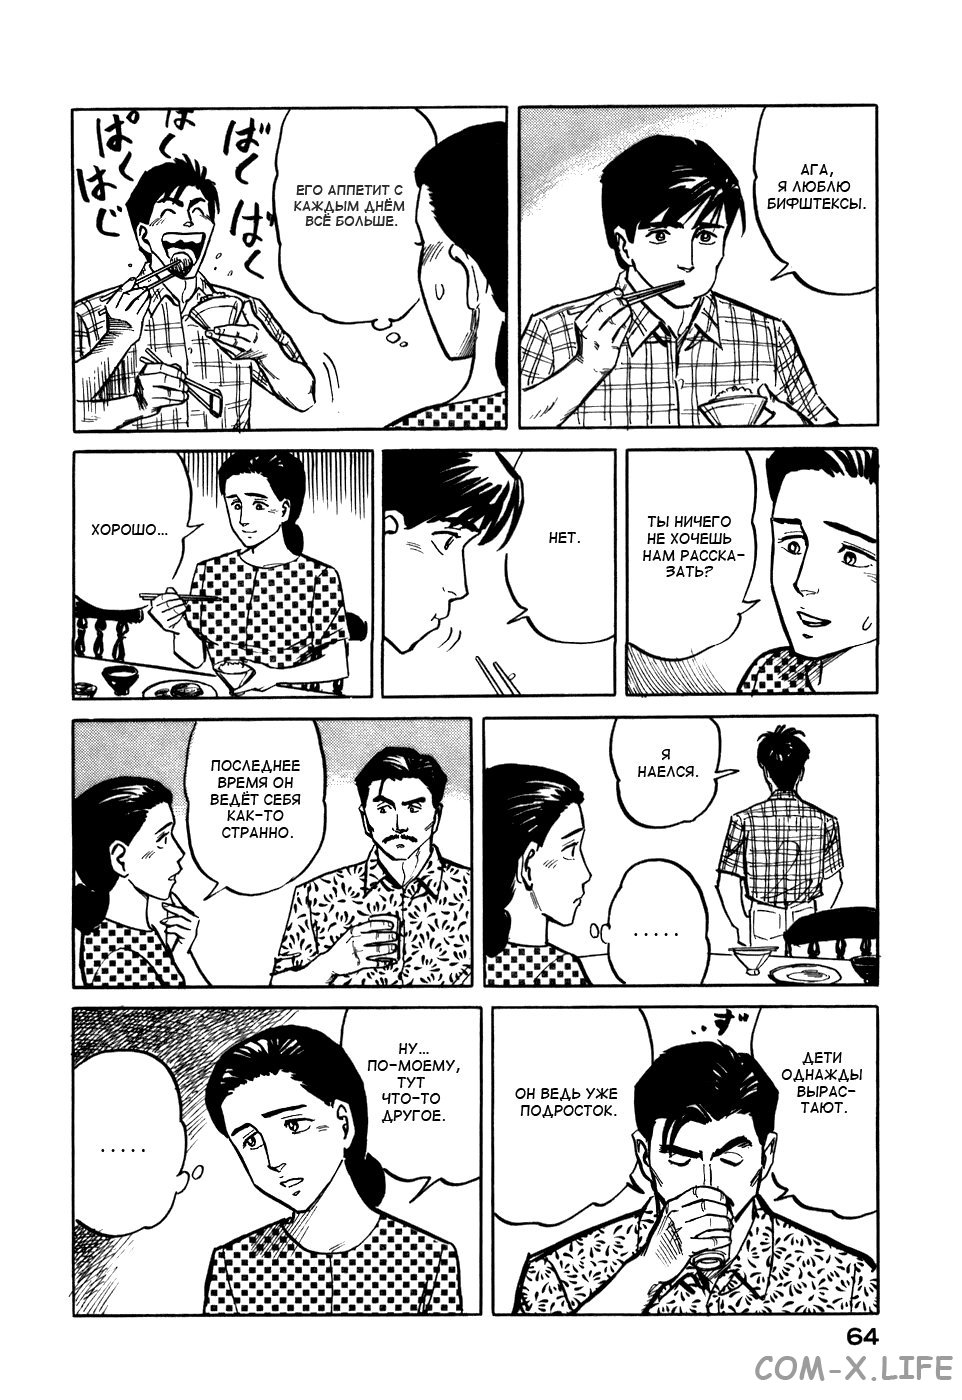 АГА,
Я ЛЮБЛЮ
БИФШТЕКСЫ.
ЕГО АППЕТИТ С
КАЖДЫМ ДНЁМ
ВСЁ БОЛЬШЕ.
ばく
ばく
ばく
ぱく
はじ
ТЫ НИЧЕГО
НЕ ХОЧЕШЬ
НАМ РАССКА-
ЗАТЬ?
НЕТ.
ХОРОШО...
Я
НАЕЛСЯ.
.....
ПОСЛЕДНЕЕ
ВРЕМЯ ОН
ВЕДЁТ СЕБЯ
КАК-ТО
СТРАННО.
ДЕТИ
ОДНАЖДЫ
ВЫРАС-
ТАЮТ.
ОН ВЕДЬ УЖЕ
ПОДРОСТОК.
НУ...
ПО-МОЕМУ,
ТУТ
ЧТО-ТО
ДРУГОЕ.
.....
64
COM-X.LIFE